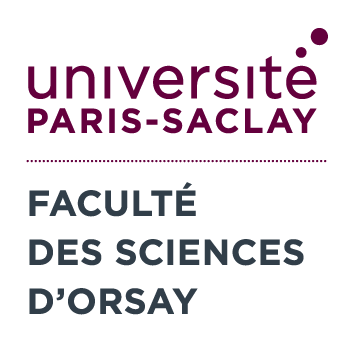 université
PARIS-SACLAY
FACULTÉ
DES SCIENCES
D’ORSAY